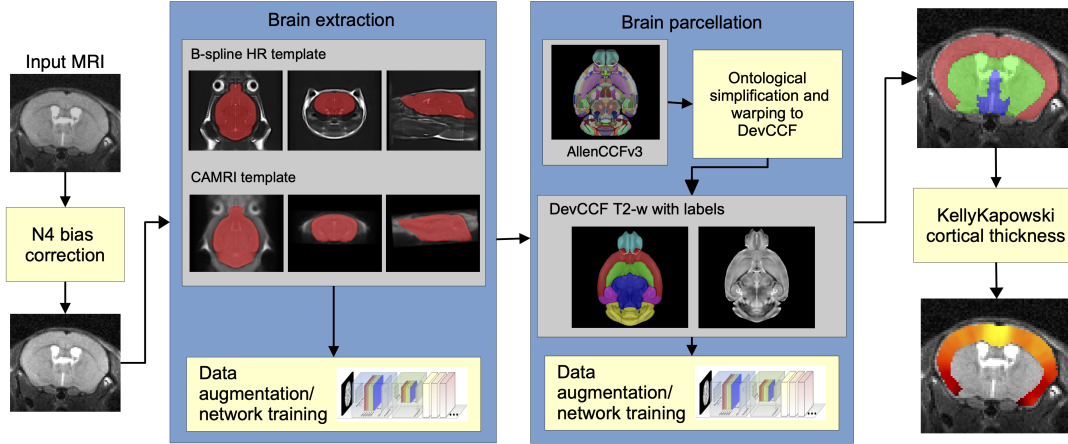 Input MRI
N4 bias
correction
Brain extraction
B-spline HR template
CAMRI template
Data
augmentation/
network training
...
Brain parcellation
AllenCCFv3
Ontological
simplification and
warping to
DevCCF
DevCCF T2-w with labels
Data
augmentation/
network training
...
KellyKapowski
cortical thickness